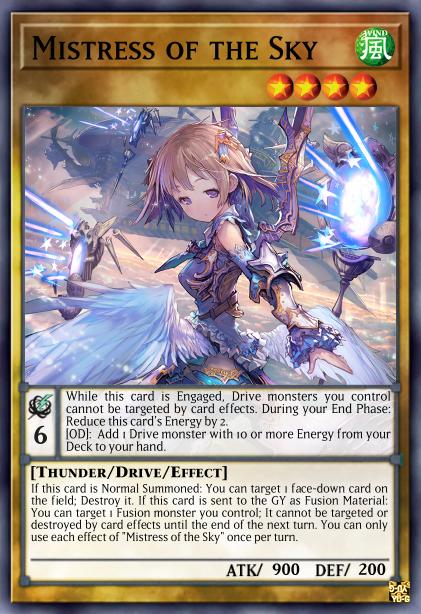 Mistress of the Sky
WIND
風
While this card is Engaged, Drive monsters you control
cannot be targeted by card effects. During your End Phase:
Reduce this card's Energy by 2.
[OD]: Add 1 Drive monster with 10 or more Energy from your
Deck to your hand.
6
[Thunder/Drive/Effect]
If this card is Normal Summoned: You can target 1 face-down card on
the field; Destroy it. If this card is sent to the GY as Fusion Material:
You can target 1 Fusion monster you control; It cannot be targeted or
destroyed by card effects until the end of the next turn. You can only
use each effect of "Mistress of the Sky" once per turn.
ATK/ 900 DEF/ 200